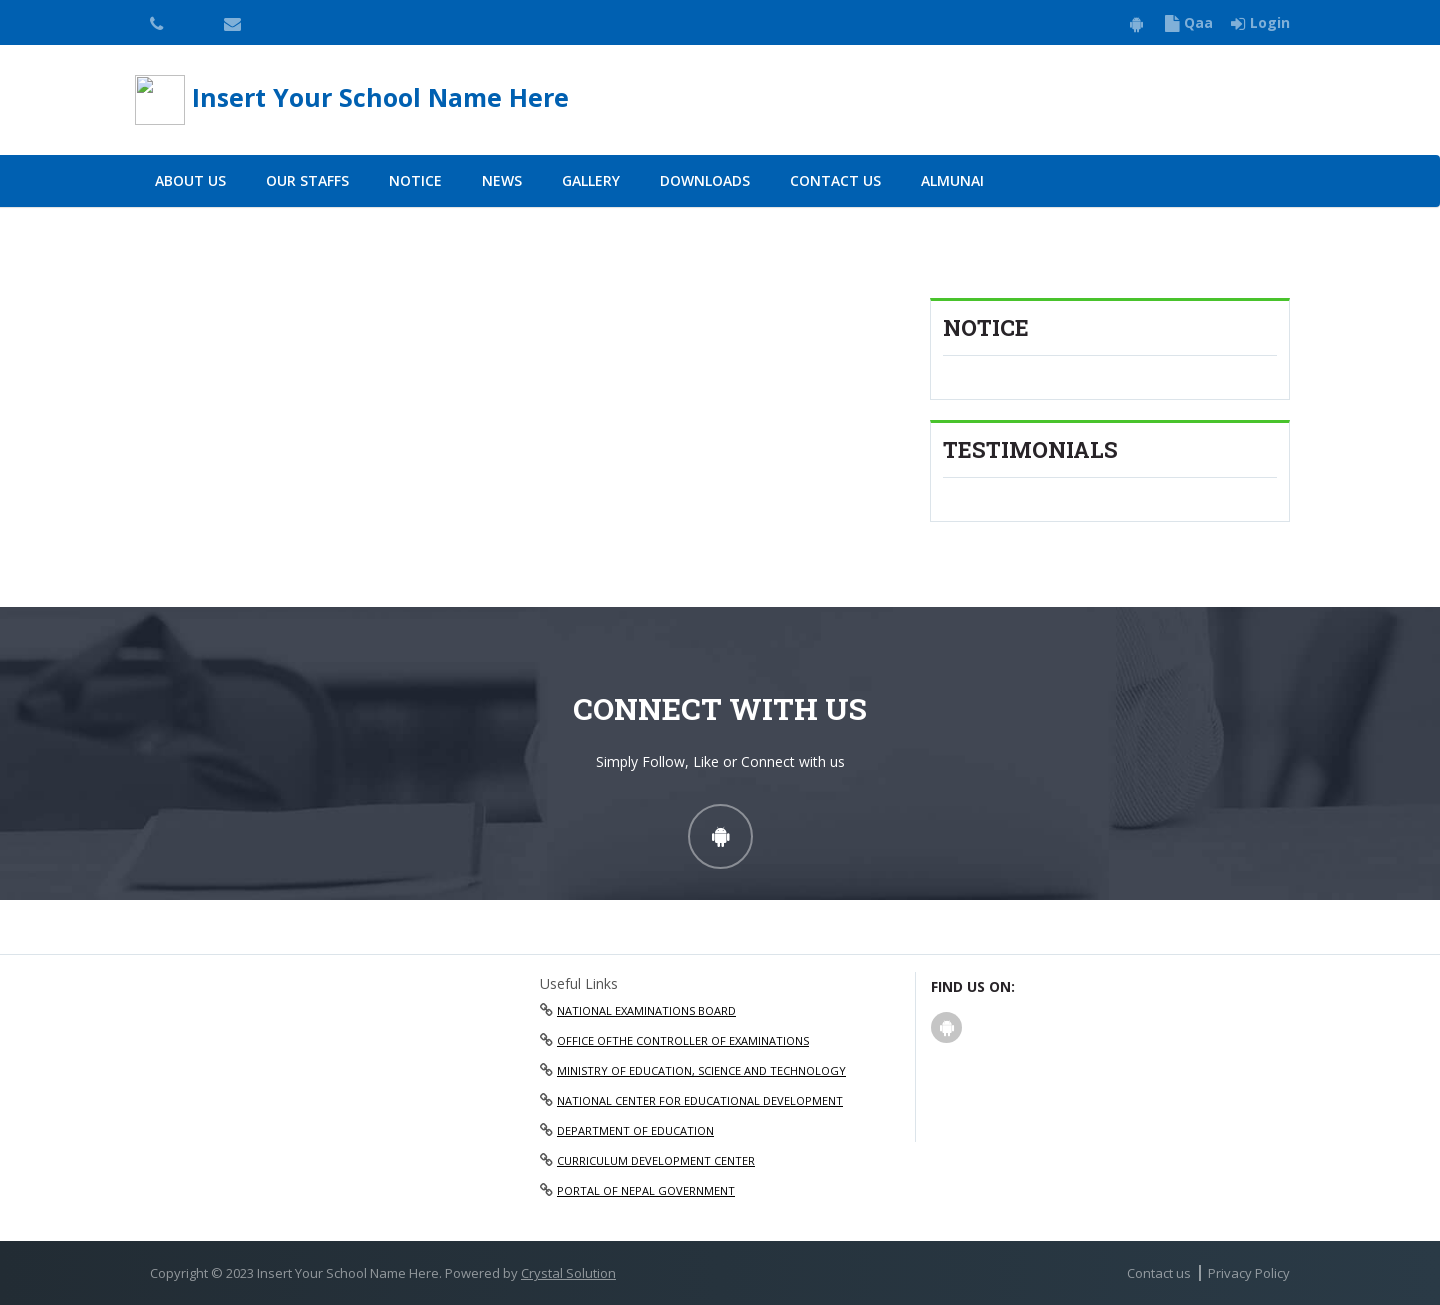 Qaa Login
Insert Your School Name Here
ABOUT US OUR STAFFS NOTICE NEWS GALLERY DOWNLOADS CONTACT US ALMUNAI
NOTICE
TESTIMONIALS
CONNECT WITH US
Simply Follow, Like or Connect with us
Useful Links
NATIONAL EXAMINATIONS BOARD
OFFICE OFTHE CONTROLLER OF EXAMINATIONS
MINISTRY OF EDUCATION, SCIENCE AND TECHNOLOGY
NATIONAL CENTER FOR EDUCATIONAL DEVELOPMENT
DEPARTMENT OF EDUCATION
CURRICULUM DEVELOPMENT CENTER
PORTAL OF NEPAL GOVERNMENT
FIND US ON:
Copyright © 2023 Insert Your School Name Here. Powered by Crystal Solution
Contact us | Privacy Policy